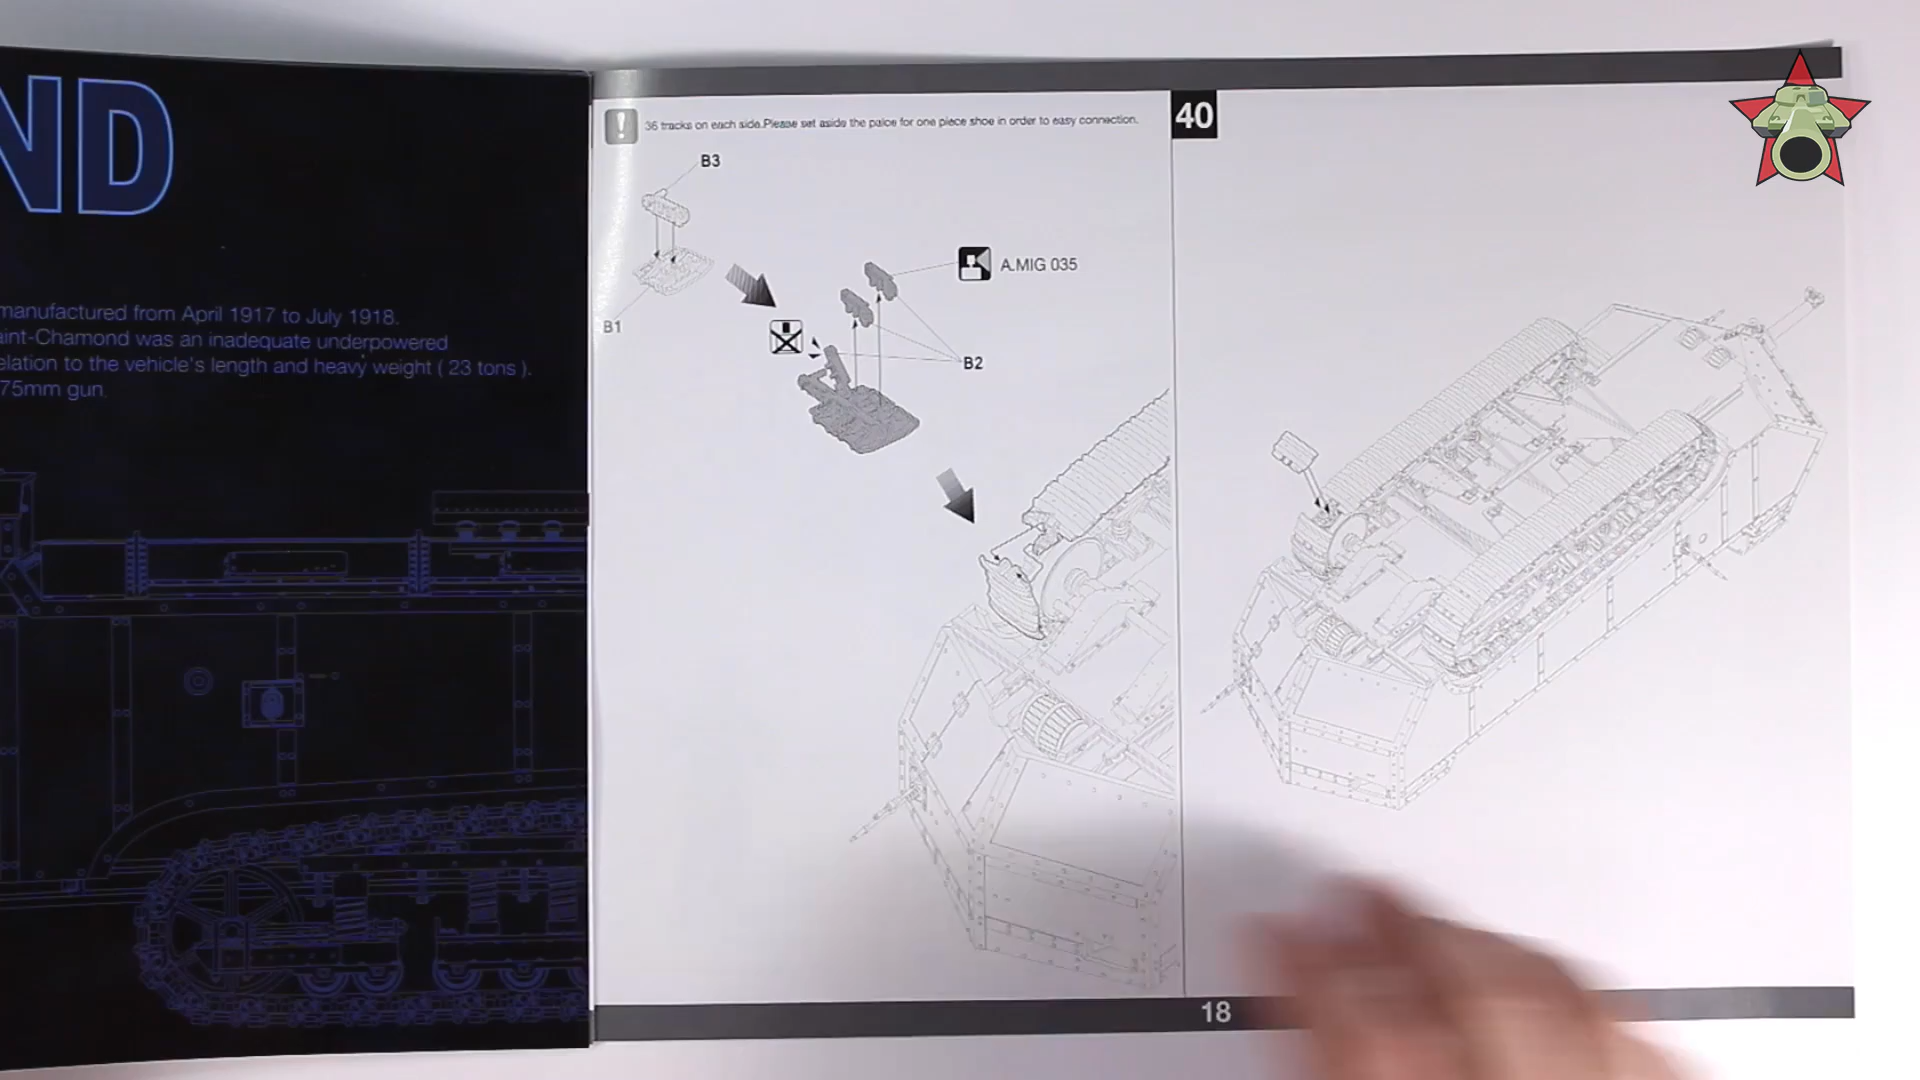 ND
manufactured from April 1917 to July 1918.
aint-Chamond was an inadequate underpowered
elation to the vehicle's length and heavy weight ( 23 tons ).
75mm gun.
! 36 tracks on each side.Please set aside the palce for one piece shoe in order to easy connection.
B3
B1
A.MIG 035
B2
40
18